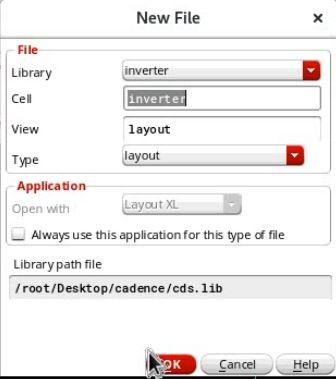 New File
File
Library inverter
Cell inverter
View layout
Type layout
Application
Open with Layout XL
Always use this application for this type of file
Library path file
/root/Desktop/cadence/cds.lib
OK Cancel Help